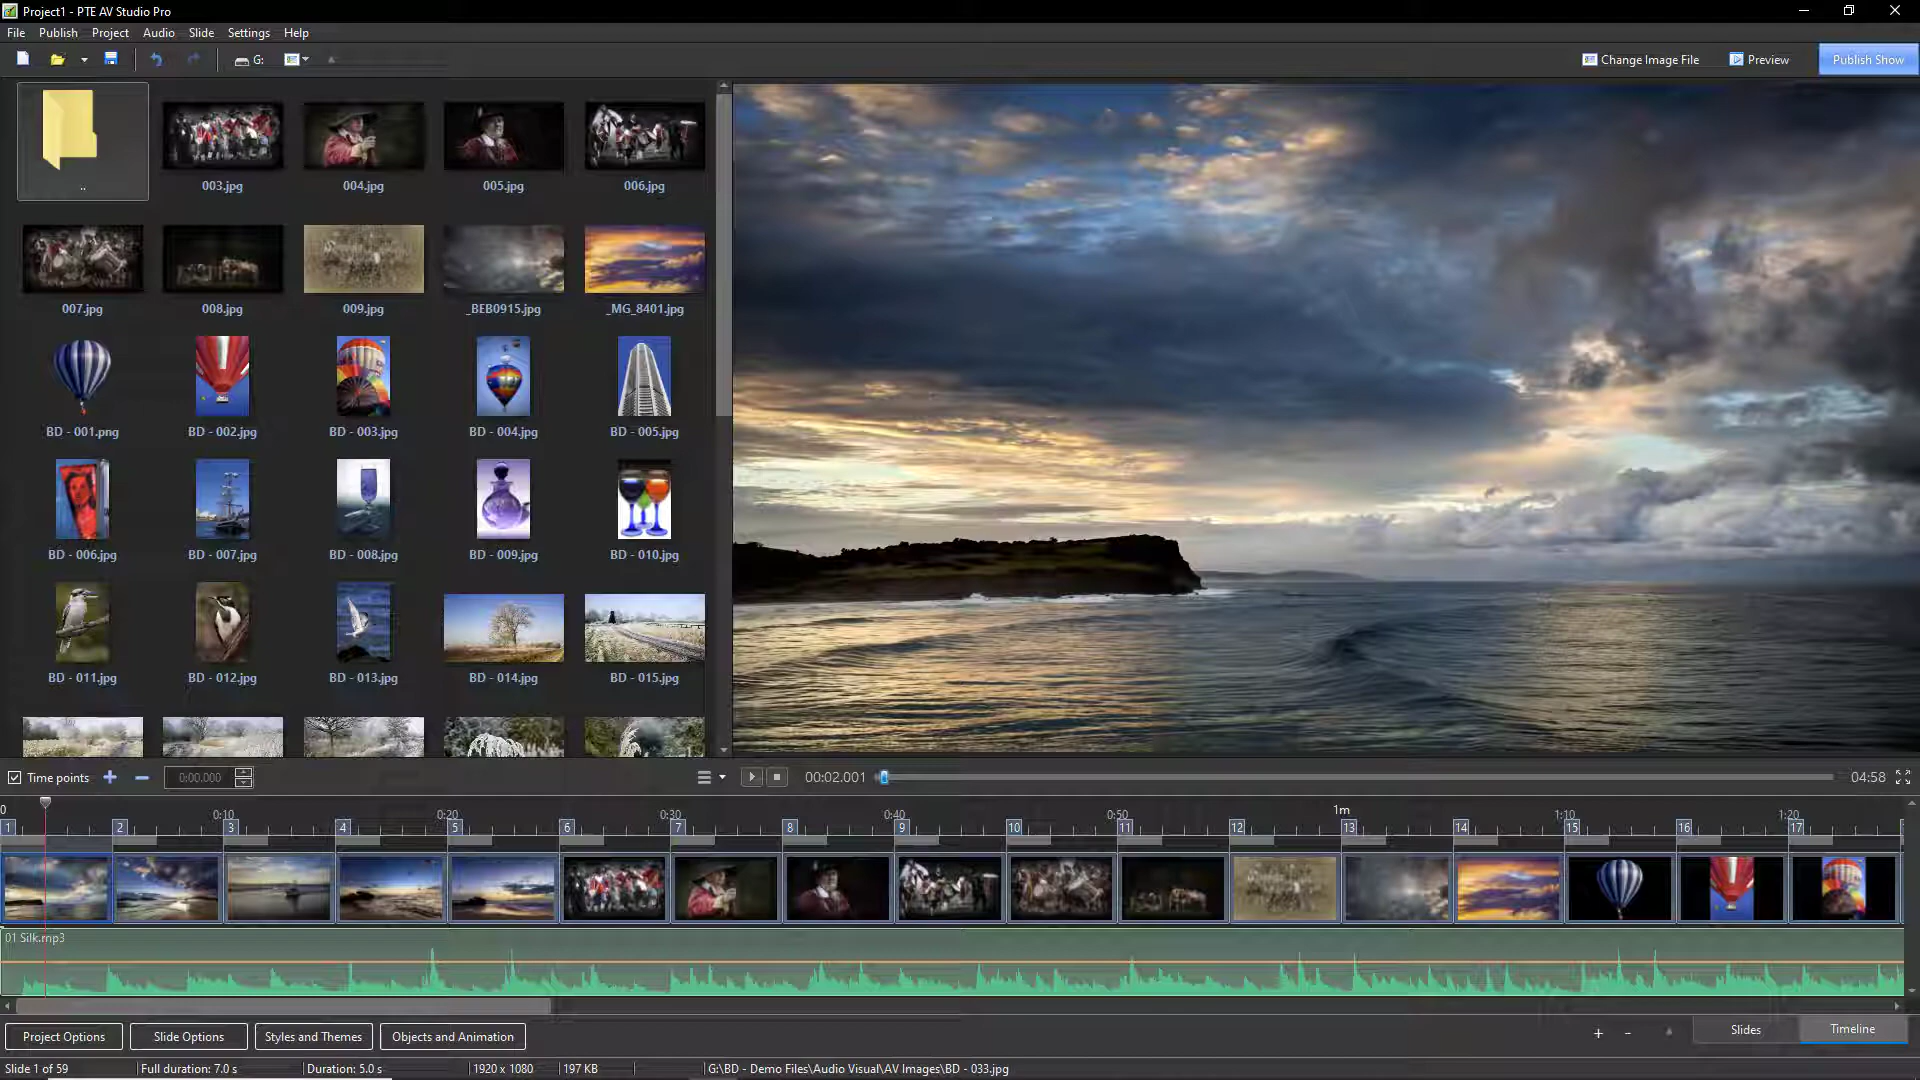 Project1 - PTE AV Studio Pro
File Publish Project Audio Slide Settings Help
G: Change Image File Preview Publish Show
.. 003.jpg 004.jpg 005.jpg 006.jpg
007.jpg 008.jpg 009.jpg _BEB0915.jpg _MG_8401.jpg
BD - 001.png BD - 002.jpg BD - 003.jpg BD - 004.jpg BD - 005.jpg
BD - 006.jpg BD - 007.jpg BD - 008.jpg BD - 009.jpg BD - 010.jpg
BD - 011.jpg BD - 012.jpg BD - 013.jpg BD - 014.jpg BD - 015.jpg
Time points 0:00.000 00:02.001 04:58
0 0:10 0:20 0:30 0:40 0:50 1m 1:10 1:20
1 2 3 4 5 6 7 8 9 10 11 12 13 14 15 16 17
01 Silk.mp3
Project Options Slide Options Styles and Themes Objects and Animation + - Slides Timeline
Slide 1 of 59 Full duration: 7.0 s Duration: 5.0 s 1920 x 1080 197 KB G:\BD - Demo Files\Audio Visual\AV Images\BD - 033.jpg